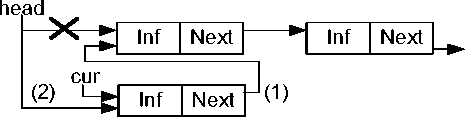 head
Inf Next Inf Next
cur
(2) Inf Next (1)